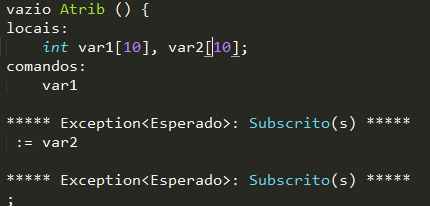 vazio Atrib () {
locais:
int var1[10], var2[10];
comandos:
var1
***** Exception<Esperado>: Subscrito(s) *****
:= var2
***** Exception<Esperado>: Subscrito(s) *****
;